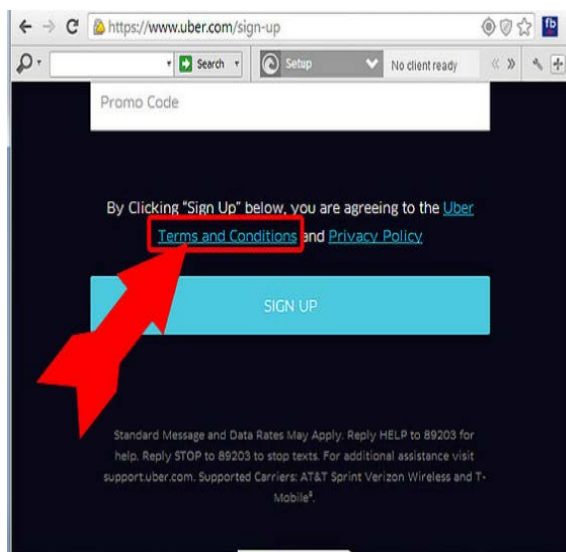 https://www.uber.com/sign-up
fb
Search
Setup
No client ready
Promo Code
By Clicking "Sign Up" below, you are agreeing to the Uber
Terms and Conditions and Privacy Policy
SIGN UP
Standard Message and Data Rates May Apply. Reply HELP to 89203 for
help. Reply STOP to 89203 to stop texts. For additional assistance visit
support.uber.com. Supported Carriers: AT&T Sprint Verizon Wireless and T-
Mobile®.